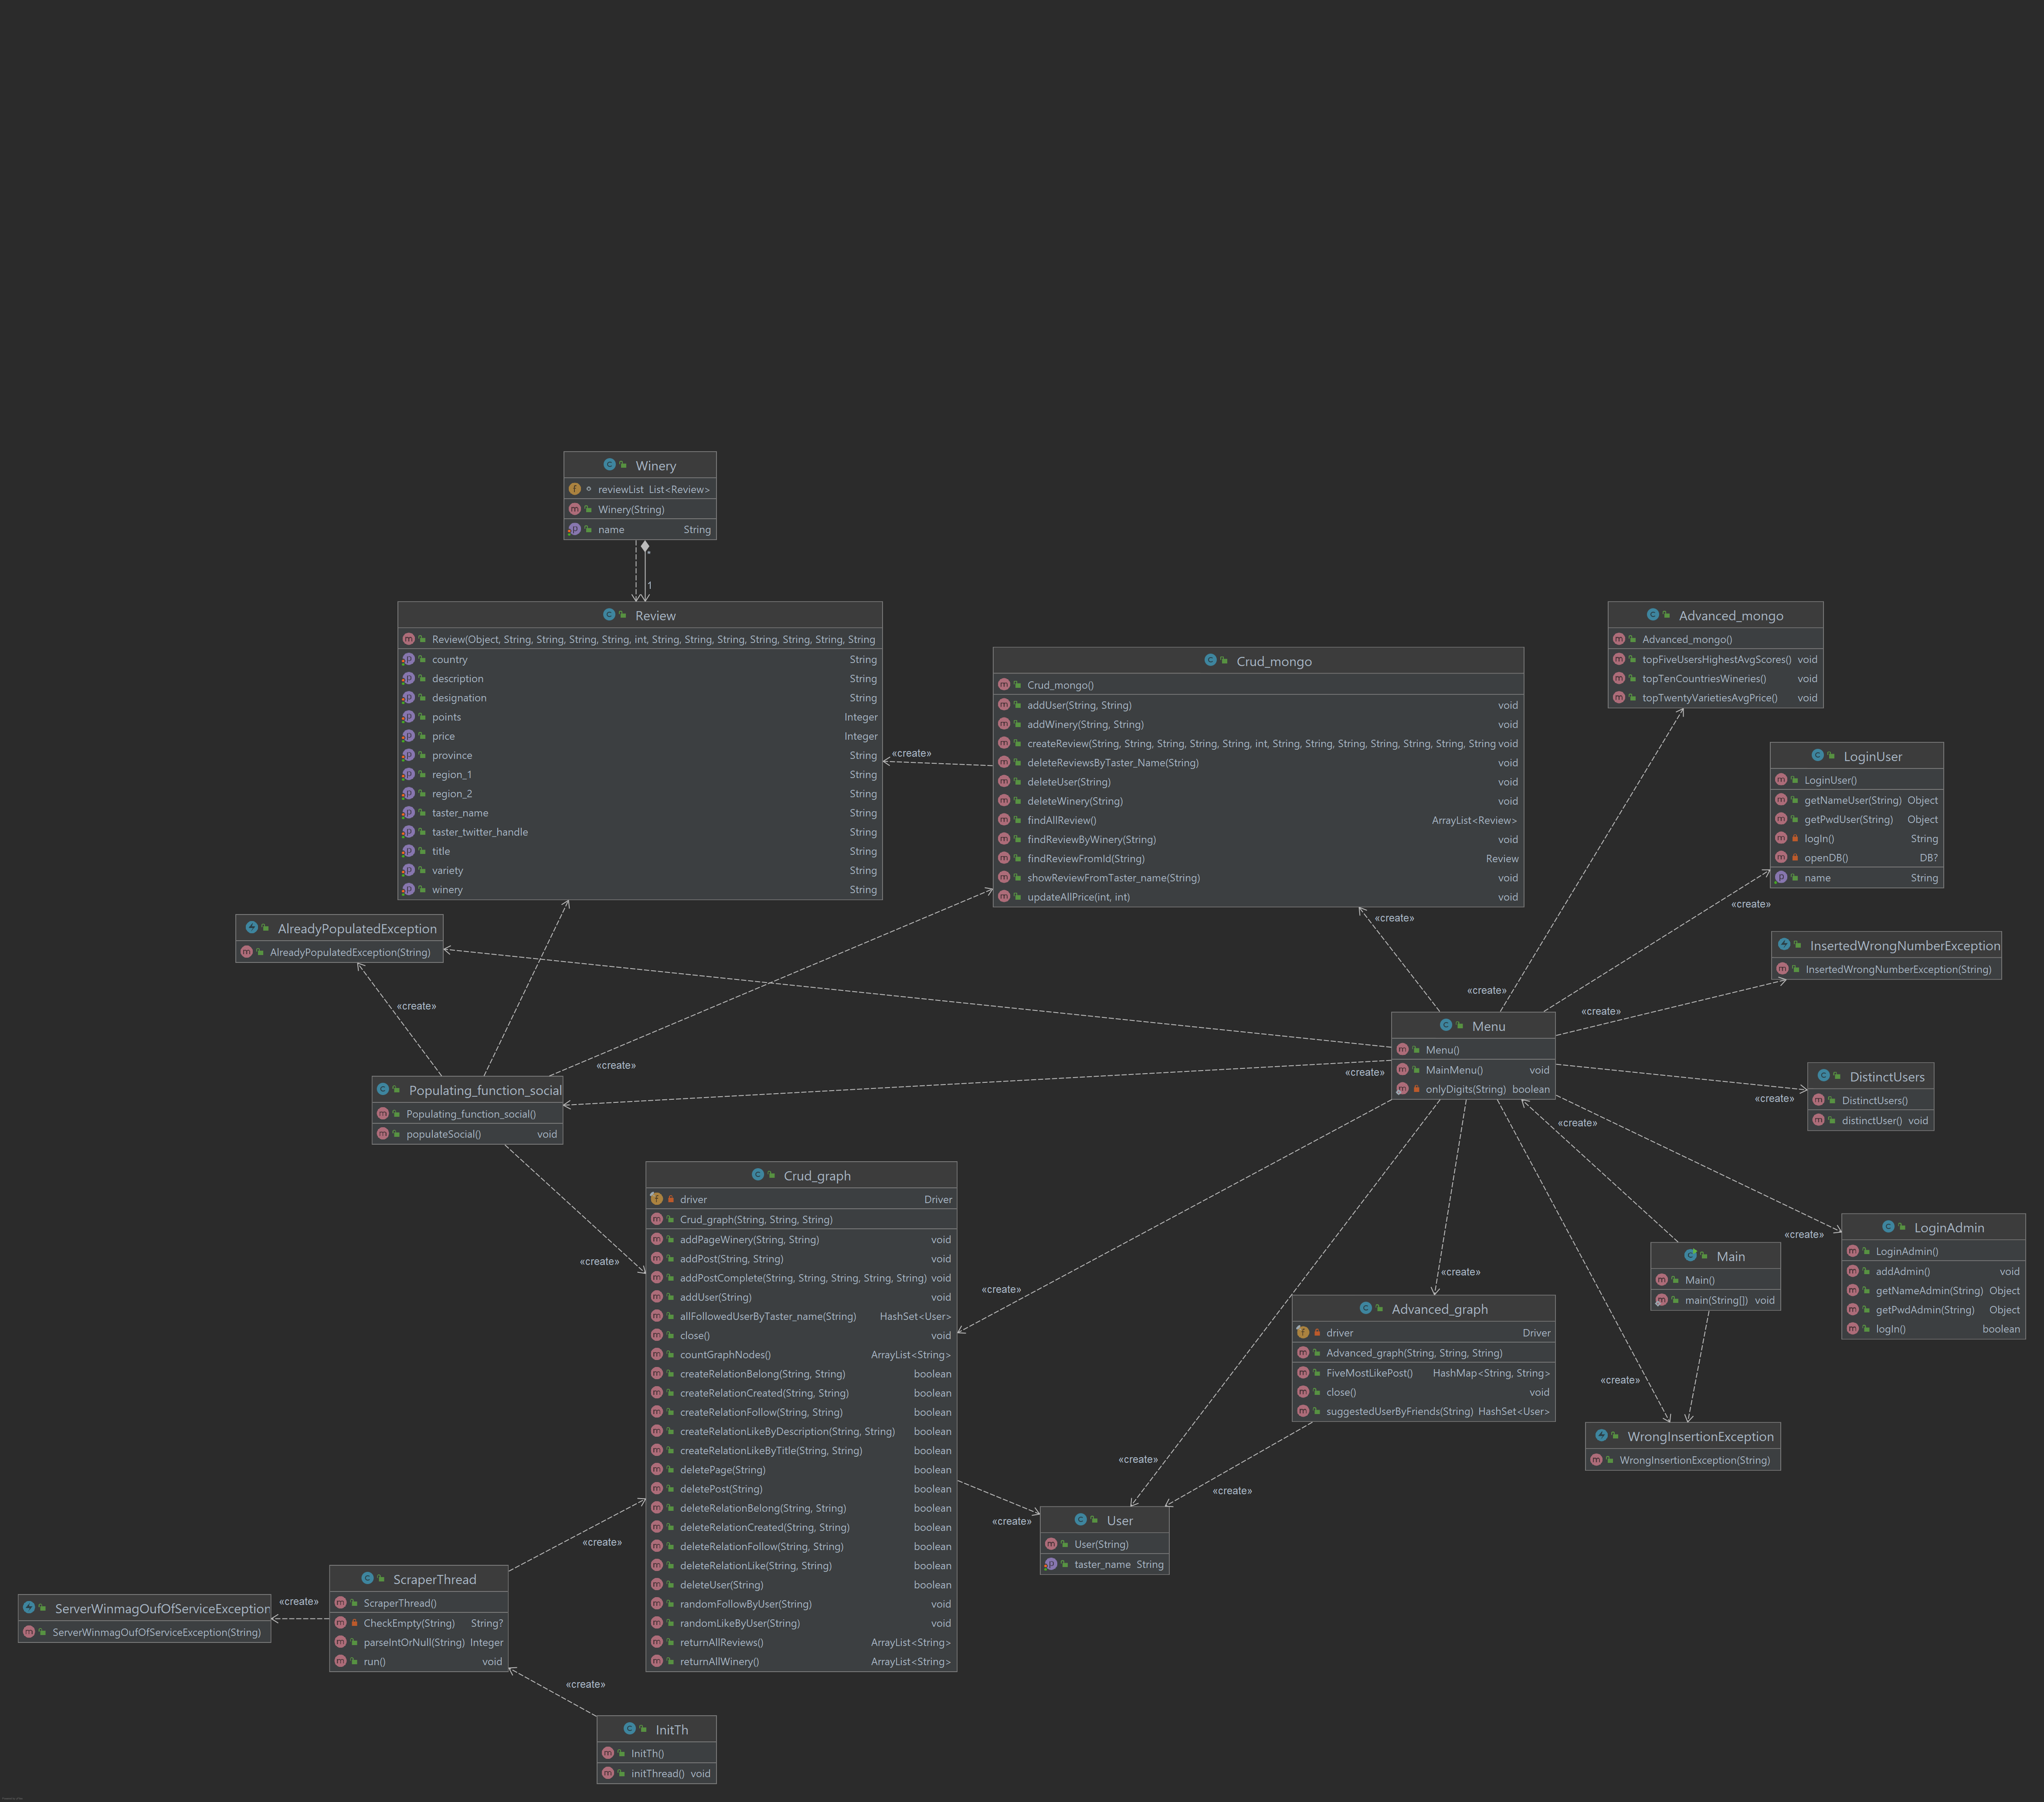 Winery
reviewList List<Review>
Winery(String)
name String
*
1
Review
Review(Object, String, String, String, String, int, String, String, String, String, String, String, String
country String
description String
designation String
points Integer
price Integer
province String
region_1 String
region_2 String
taster_name String
taster_twitter_handle String
title String
variety String
winery String
«create»
Crud_mongo
Crud_mongo()
addUser(String, String) void
addWinery(String, String) void
createReview(String, String, String, String, String, int, String, String, String, String, String, String, String void
deleteReviewsByTaster_Name(String) void
deleteUser(String) void
deleteWinery(String) void
findAllReview() ArrayList<Review>
findReviewByWinery(String) void
findReviewFromId(String) Review
showReviewFromTaster_name(String) void
updateAllPrice(int, int) void
Advanced_mongo
Advanced_mongo()
topFiveUsersHighestAvgScores() void
topTenCountriesWineries() void
topTwentyVarietiesAvgPrice() void
LoginUser
LoginUser()
getNameUser(String) Object
getPwdUser(String) Object
logIn() String
openDB() DB?
name String
«create»
«create»
AlreadyPopulatedException
AlreadyPopulatedException(String)
InsertedWrongNumberException
InsertedWrongNumberException(String)
«create»
«create»
«create»
Menu
Menu()
MainMenu() void
onlyDigits(String) boolean
«create»
«create»
Populating_function_social
Populating_function_social()
populateSocial() void
DistinctUsers
DistinctUsers()
distinctUser() void
«create»
«create»
Crud_graph
driver Driver
Crud_graph(String, String, String)
addPageWinery(String, String) void
addPost(String, String) void
addPostComplete(String, String, String, String, String) void
addUser(String) void
allFollowedUserByTaster_name(String) HashSet<User>
close() void
countGraphNodes() ArrayList<String>
createRelationBelong(String, String) boolean
createRelationCreated(String, String) boolean
createRelationFollow(String, String) boolean
createRelationLikeByDescription(String, String) boolean
createRelationLikeByTitle(String, String) boolean
deletePage(String) boolean
deletePost(String) boolean
deleteRelationBelong(String, String) boolean
deleteRelationCreated(String, String) boolean
deleteRelationFollow(String, String) boolean
deleteRelationLike(String, String) boolean
deleteUser(String) boolean
randomFollowByUser(String) void
randomLikeByUser(String) void
returnAllReviews() ArrayList<String>
returnAllWinery() ArrayList<String>
«create»
«create»
«create»
«create»
LoginAdmin
LoginAdmin()
addAdmin() void
getNameAdmin(String) Object
getPwdAdmin(String) Object
logIn() boolean
Main
Main()
main(String[]) void
Advanced_graph
driver Driver
Advanced_graph(String, String, String)
FiveMostLikePost() HashMap<String, String>
close() void
suggestedUserByFriends(String) HashSet<User>
«create»
WrongInsertionException
WrongInsertionException(String)
«create»
«create»
«create»
User
User(String)
taster_name String
«create»
ScraperThread
ScraperThread()
CheckEmpty(String) String?
parseIntOrNull(String) Integer
run() void
«create»
ServerWinmagOufOfServiceException
ServerWinmagOufOfServiceException(String)
«create»
InitTh
InitTh()
initThread() void